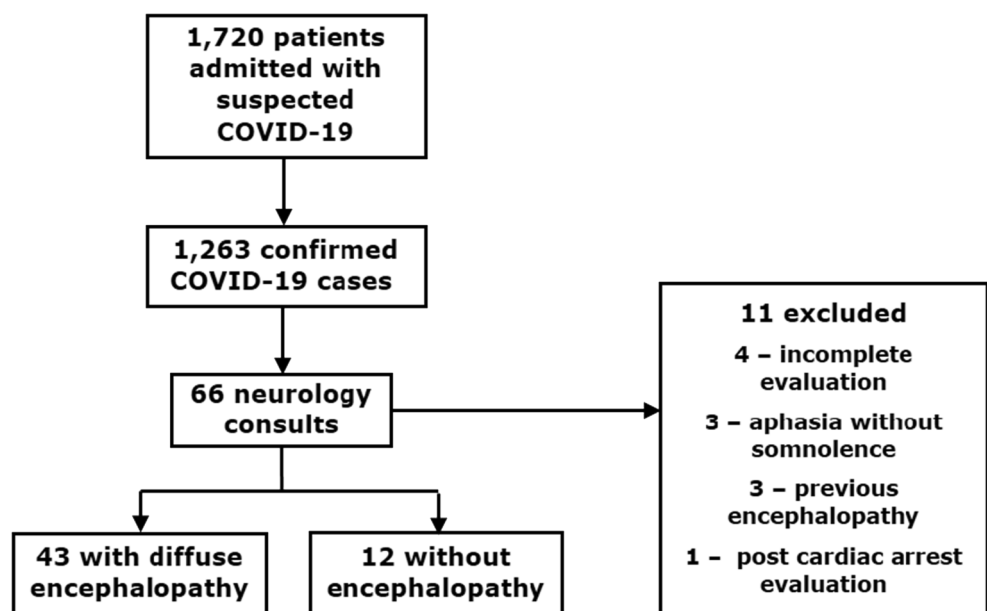 1,720 patients
admitted with
suspected
COVID-19
1,263 confirmed
COVID-19 cases
66 neurology
consults
11 excluded
4 – incomplete
evaluation
3 – aphasia without
somnolence
3 – previous
encephalopathy
1 – post cardiac arrest
evaluation
43 with diffuse
encephalopathy
12 without
encephalopathy